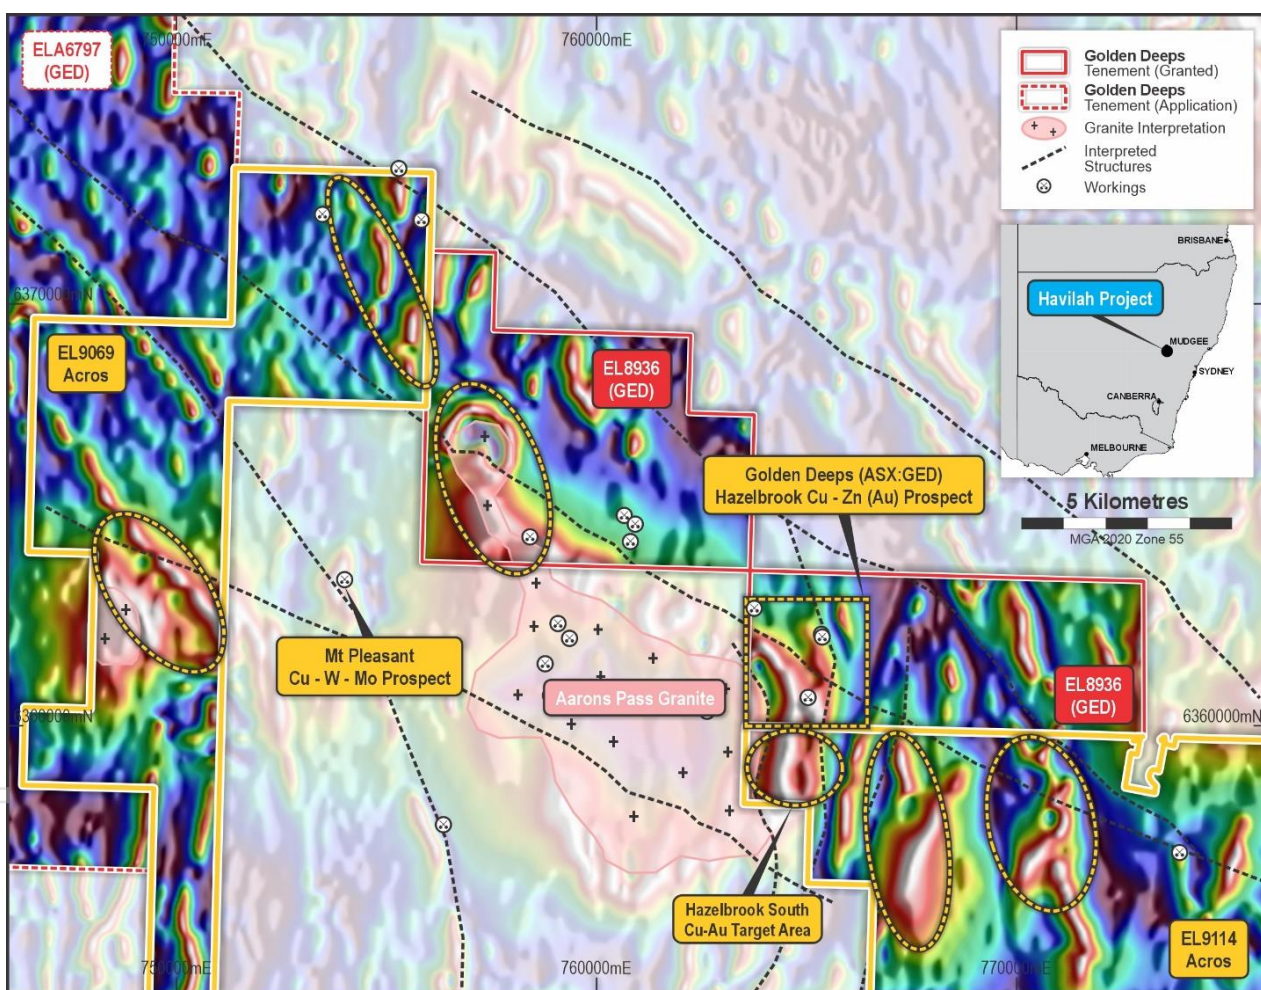 750000mE
760000mE
ELA6797
(GED)
Golden Deeps
Tenement (Granted)
Golden Deeps
Tenement (Application)
Granite Interpretation
Interpreted
Structures
Workings
BRISBANE
Havilah Project
MUDGEE
SYDNEY
CANBERRA
MELBOURNE
5 Kilometres
MGA 2020 Zone 55
6370000mN
EL9069
Acros
EL8936
(GED)
Golden Deeps (ASX:GED)
Hazelbrook Cu - Zn (Au) Prospect
Mt Pleasant
Cu - W - Mo Prospect
Aarons Pass Granite
EL8936
(GED)
6360000mN
6360000mN
Hazelbrook South
Cu-Au Target Area
EL9114
Acros
750000mE
760000mE
770000mE